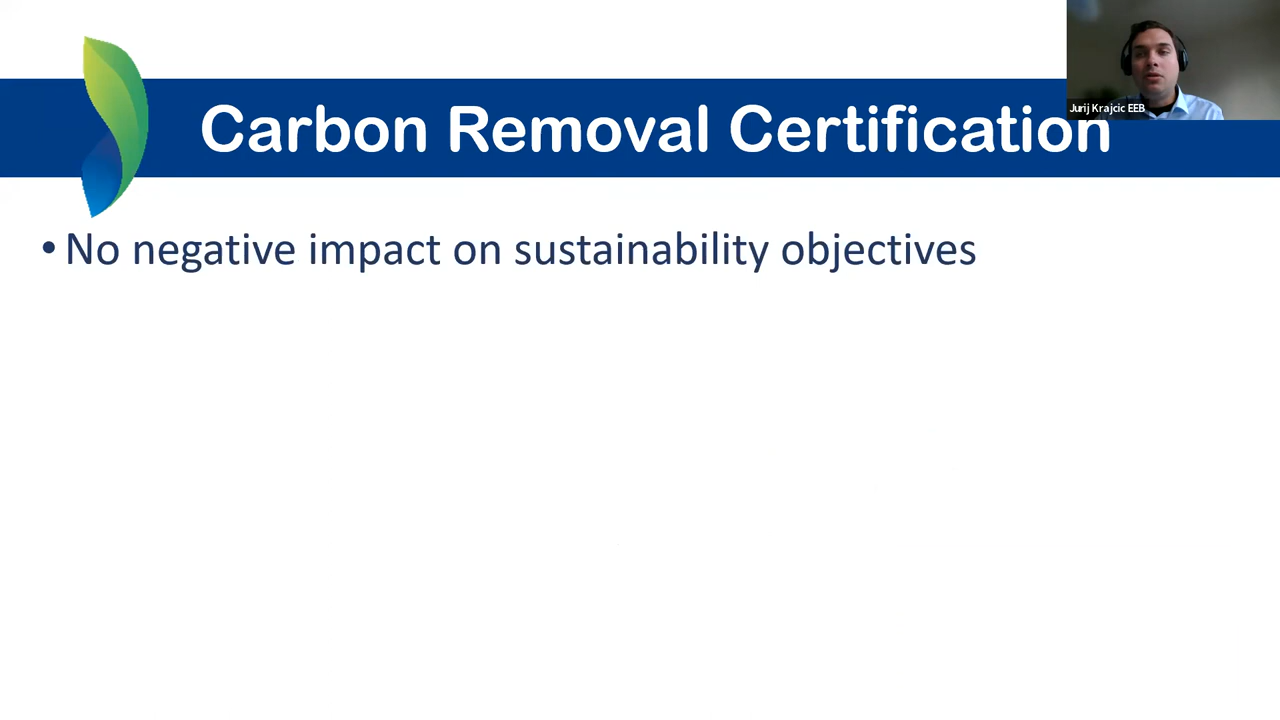 Carbon Removal Certification
Jurij Krajcic EEB
• No negative impact on sustainability objectives